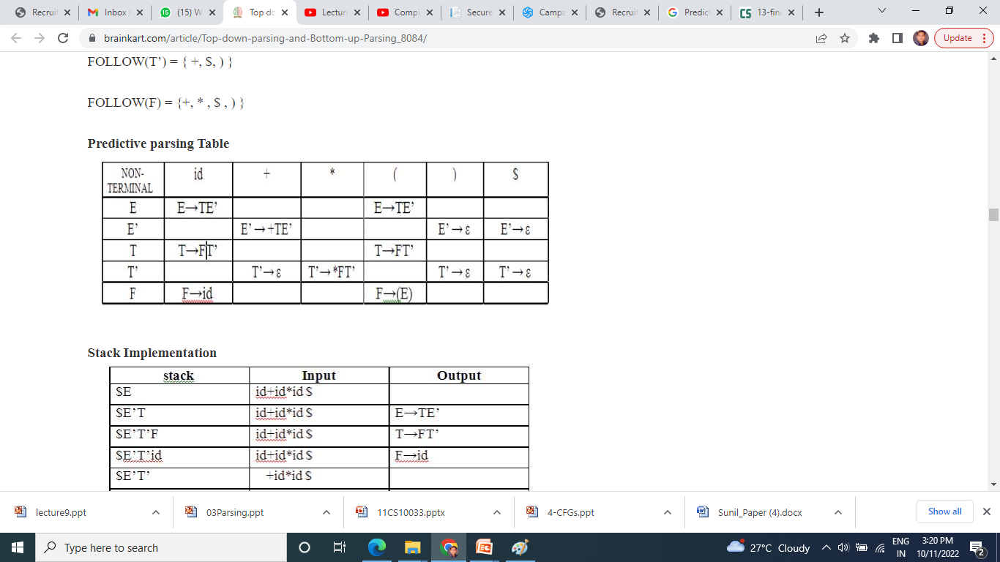 Recruit
Inbox
(15) W
Top do
Lectur
Compi
Secure
Campa
Recruit
Predict
13-fini
brainkart.com/article/Top-down-parsing-and-Bottom-up-Parsing_8084/
Update
FOLLOW(T’) = { +, $, ) }
FOLLOW(F) = {+, * , $ , ) }
Predictive parsing Table
NON-TERMINAL id + * ( ) $
E E→TE’ E→TE’
E’ E’→+TE’ E’→ε E’→ε
T T→FT’ T→FT’
T’ T’→ε T’→*FT’ T’→ε T’→ε
F F→id F→(E)
Stack Implementation
stack Input Output
$E id+id*id $
$E’T id+id*id $ E→TE’
$E’T’F id+id*id $ T→FT’
$E’T’id id+id*id $ F→id
$E’T’ +id*id $
lecture9.ppt
03Parsing.ppt
11CS10033.pptx
4-CFGs.ppt
Sunil_Paper (4).docx
Show all
Type here to search
27°C Cloudy
ENG
IN
3:20 PM
10/11/2022
2